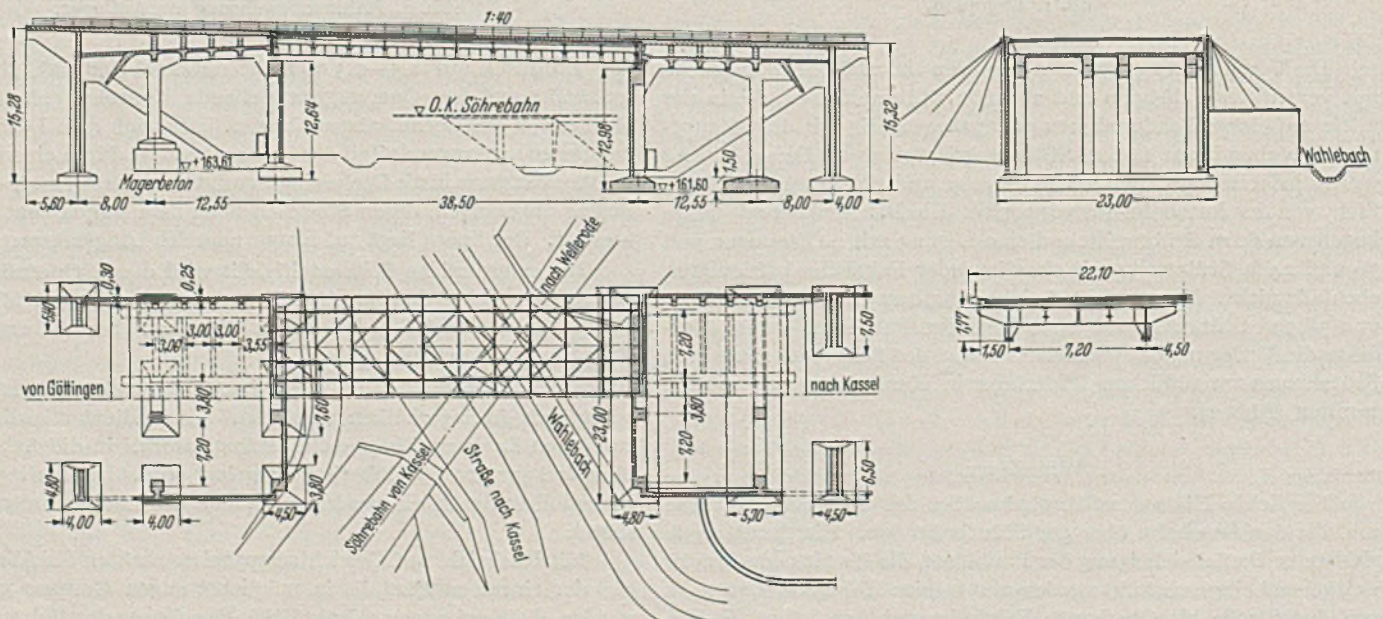 1:40
15,28
O.K. Söhrebahn
12,64
12,98
15,32
+163,61
Magerbeton
1,50
+161,60
5,60 8,00 12,55 38,50 12,55 8,00 4,00
Wahlebach
23,00
nach Wellerode
0,30
0,25
5,90
3,00 3,00
3,00 3,55
von Göttingen
3,80
7,60
7,20
4,80
3,80
4,00 4,00 4,50
Söhrebahn von Kassel
Straße nach Kassel
Wahlebach
23,00
7,20
3,80
7,20
7,50
nach Kassel
6,50
4,80 5,70 4,50
22,10
1,77
1,50 7,20 4,50